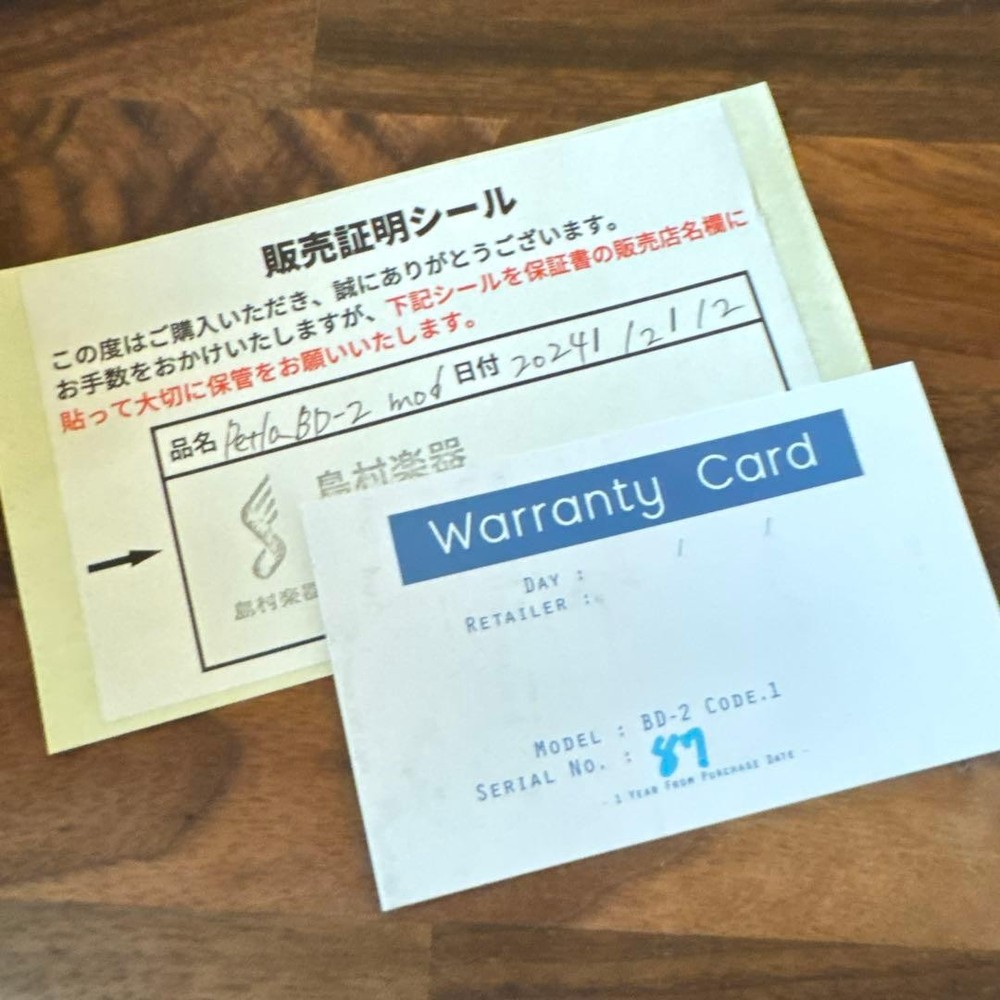 販売証明シール
この度はご購入いただき、誠にありがとうございます。
お手数をおかけいたしますが、下記シールを保証書の販売店名欄に
貼って大切に保管をお願いいたします。
品名 BD-2 mod 日付
島村楽器
島村楽器
Warranty Card
DAY : / /
RETAILER :
MODEL : BD-2 CODE.1
SERIAL NO. : 87
- 1 YEAR FROM PURCHASE DATE -